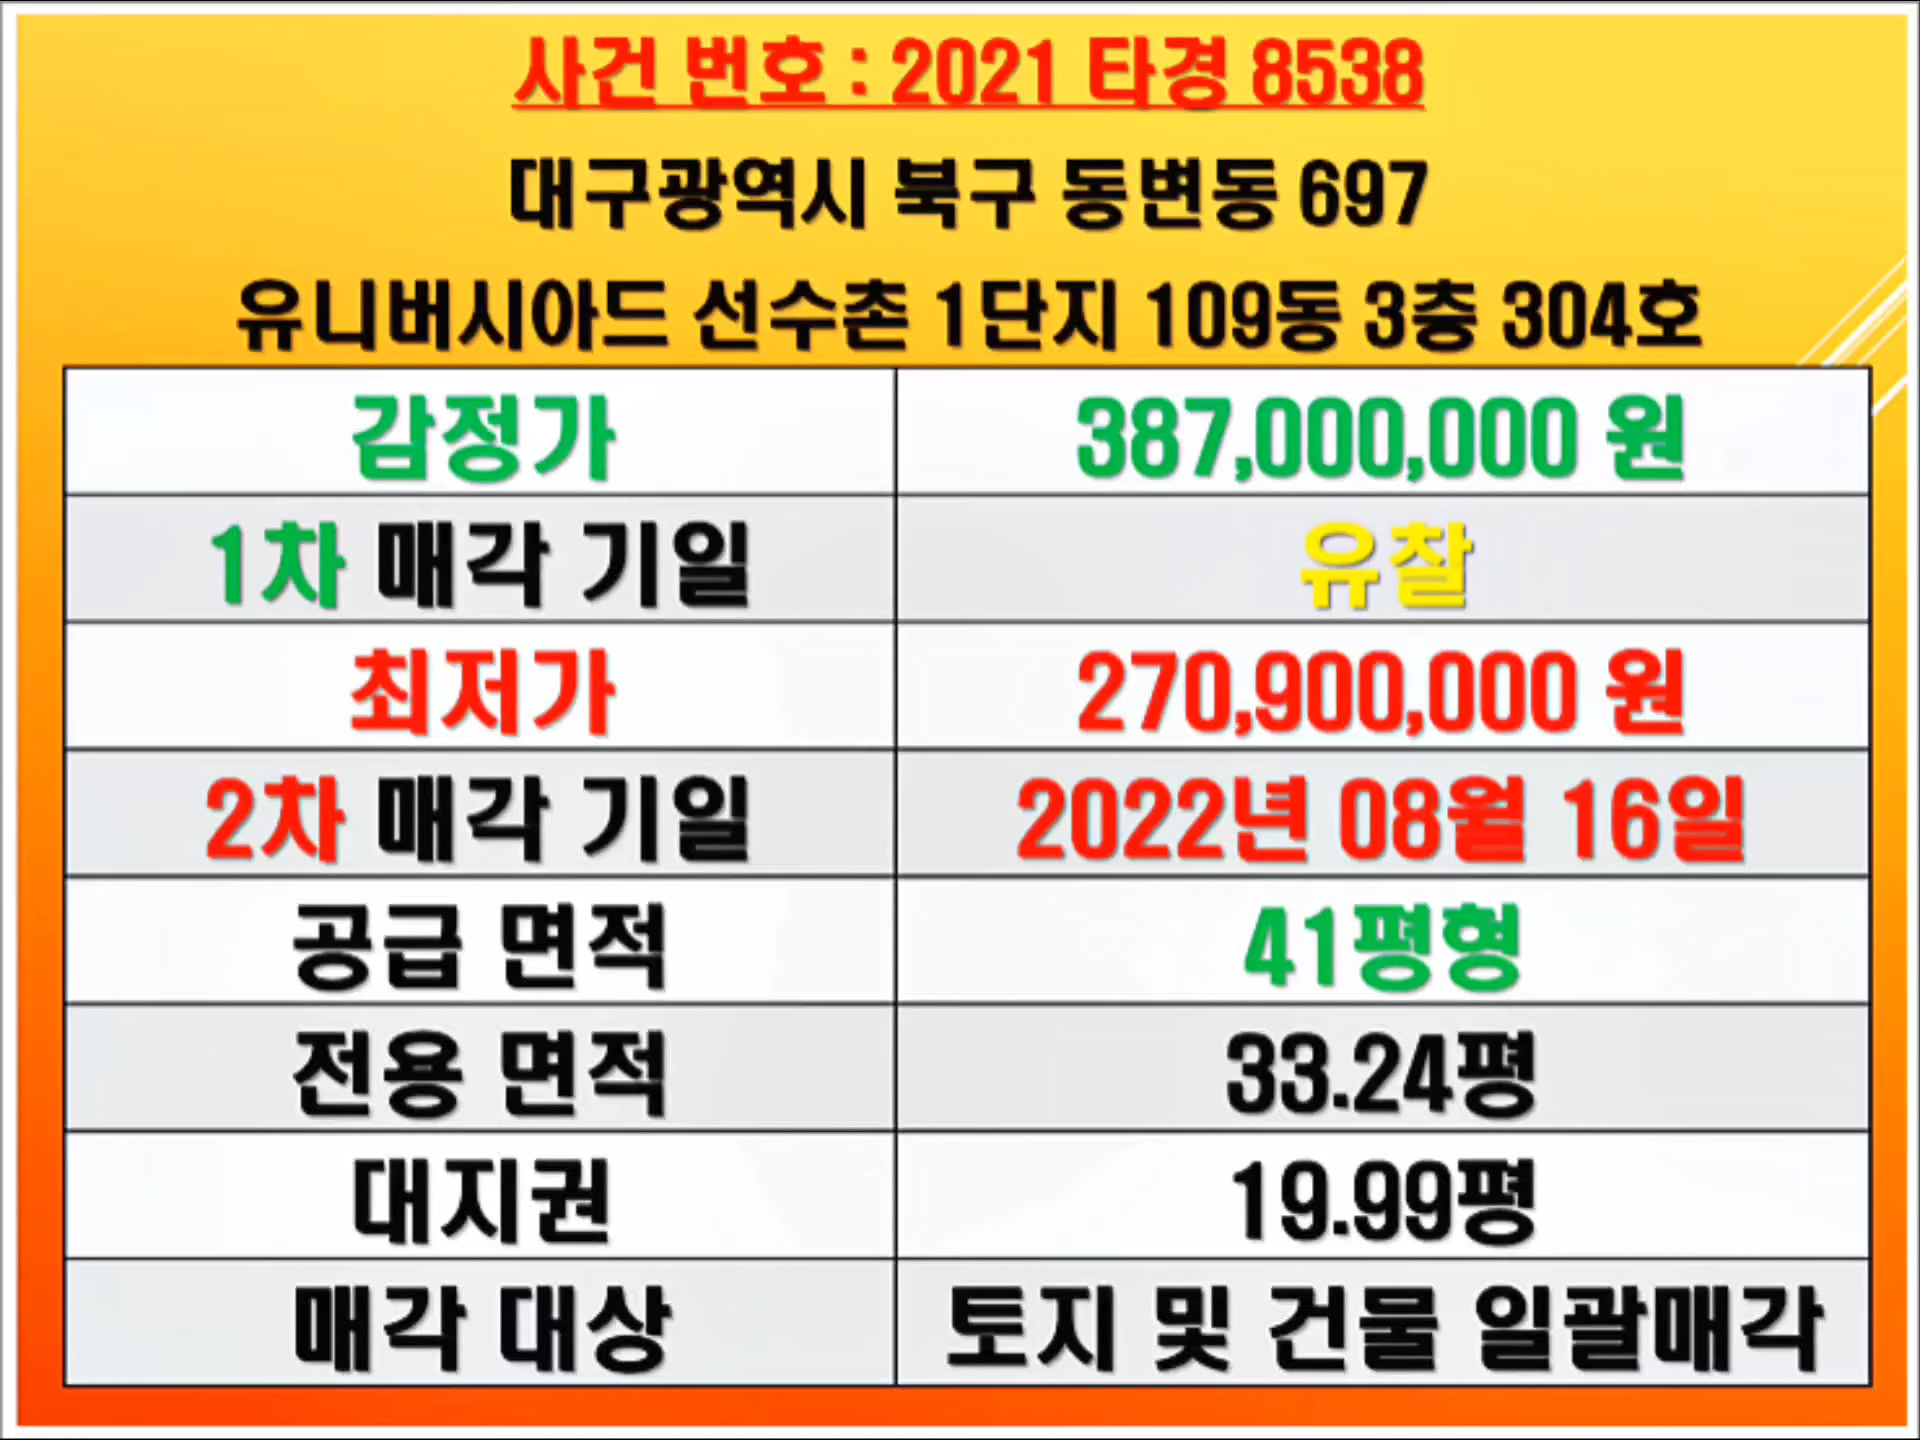 사건 번호 : 2021 타경 8538
대구광역시 북구 동변동 697
유니버시아드 선수촌 1단지 109동 3층 304호
감정가 387,000,000 원
1차 매각 기일 유찰
최저가 270,900,000 원
2차 매각 기일 2022년 08월 16일
공급 면적 41평형
전용 면적 33.24평
대지권 19.99평
매각 대상 토지 및 건물 일괄매각